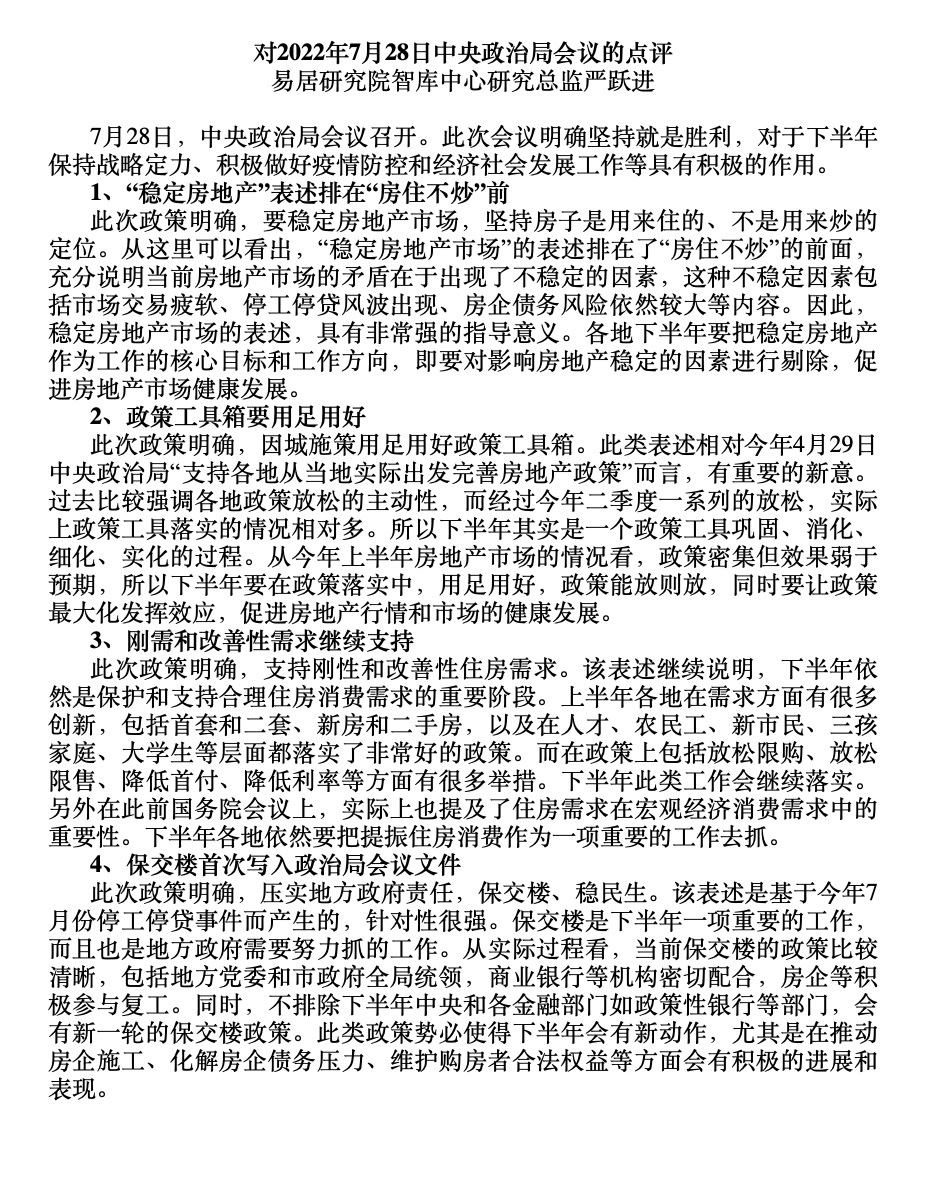 对2022年7月28日中央政治局会议的点评
易居研究院智库中心研究总监严跃进
7月28日，中央政治局会议召开。此次会议明确坚持就是胜利，对于下半年
保持战略定力、积极做好疫情防控和经济社会发展工作等具有积极的作用。
1、“稳定房地产”表述排在“房住不炒”前
此次政策明确，要稳定房地产市场，坚持房子是用来住的、不是用来炒的
定位。从这里可以看出，“稳定房地产市场”的表述排在了“房住不炒”的前面，
充分说明当前房地产市场的矛盾在于出现了不稳定的因素，这种不稳定因素包
括市场交易疲软、停工停贷风波出现、房企债务风险依然较大等内容。因此，
稳定房地产市场的表述，具有非常强的指导意义。各地下半年要把稳定房地产
作为工作的核心目标和工作方向，即要对影响房地产稳定的因素进行剔除，促
进房地产市场健康发展。
2、政策工具箱要用足用好
此次政策明确，因城施策用足用好政策工具箱。此类表述相对今年4月29日
中央政治局“支持各地从当地实际出发完善房地产政策”而言，有重要的新意。
过去比较强调各地政策放松的主动性，而经过今年二季度一系列的放松，实际
上政策工具落实的情况相对多。所以下半年其实是一个政策工具巩固、消化、
细化、实化的过程。从今年上半年房地产市场的情况看，政策密集但效果弱于
预期，所以下半年要在政策落实中，用足用好，政策能放则放，同时要让政策
最大化发挥效应，促进房地产行情和市场的健康发展。
3、刚需和改善性需求继续支持
此次政策明确，支持刚性和改善性住房需求。该表述继续说明，下半年依
然是保护和支持合理住房消费需求的重要阶段。上半年各地在需求方面有很多
创新，包括首套和二套、新房和二手房，以及在人才、农民工、新市民、三孩
家庭、大学生等层面都落实了非常好的政策。而在政策上包括放松限购、放松
限售、降低首付、降低利率等方面有很多举措。下半年此类工作会继续落实。
另外在此前国务院会议上，实际上也提及了住房需求在宏观经济消费需求中的
重要性。下半年各地依然要把提振住房消费作为一项重要的工作去抓。
4、保交楼首次写入政治局会议文件
此次政策明确，压实地方政府责任，保交楼、稳民生。该表述是基于今年7
月份停工停贷事件而产生的，针对性很强。保交楼是下半年一项重要的工作，
而且也是地方政府需要努力抓的工作。从实际过程看，当前保交楼的政策比较
清晰，包括地方党委和市政府全局统领，商业银行等机构密切配合，房企等积
极参与复工。同时，不排除下半年中央和各金融部门如政策性银行等部门，会
有新一轮的保交楼政策。此类政策势必使得下半年会有新动作，尤其是在推动
房企施工、化解房企债务压力、维护购房者合法权益等方面会有积极的进展和
表现。